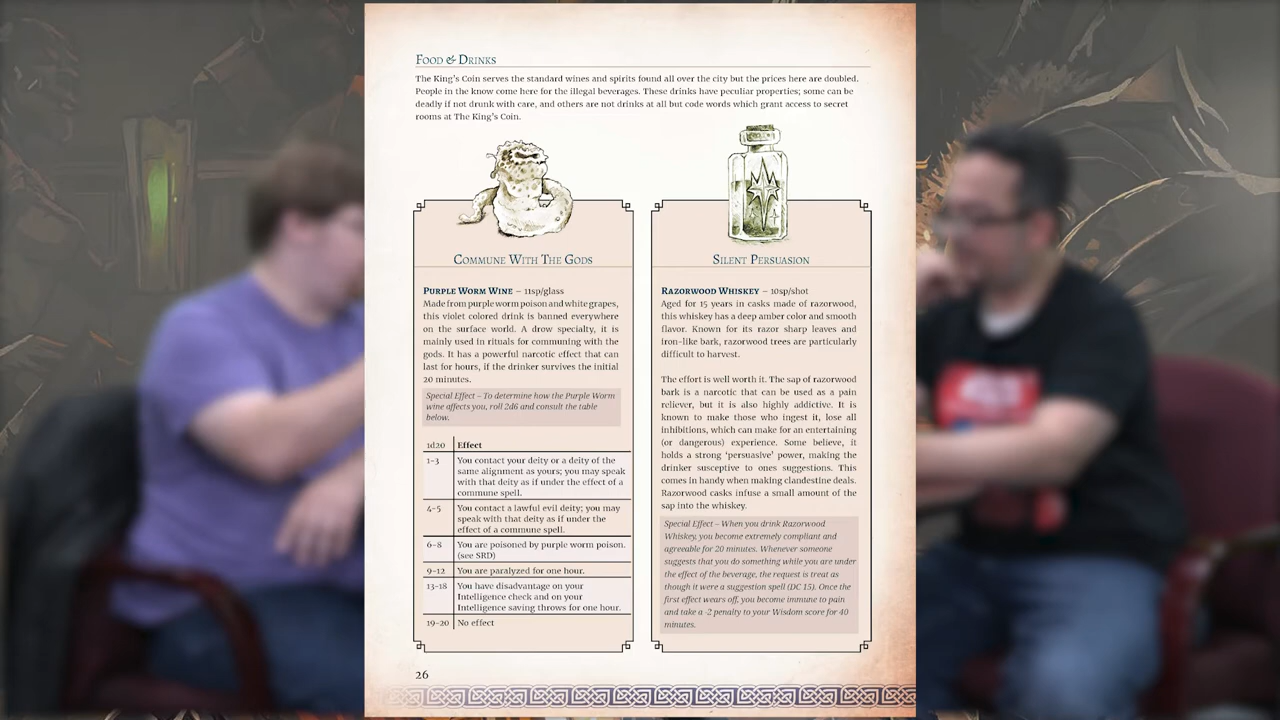 Food & Drinks
The King's Coin serves the standard wines and spirits found all over the city but the prices here are doubled.
People in the know come here for the illegal beverages. These drinks have peculiar properties; some can be
deadly if not drunk with care, and others are not drinks at all but code words which grant access to secret
rooms at The King's Coin.
Commune With The Gods
Purple Worm Wine – 11sp/glass
Made from purple worm poison and white grapes,
this violet colored drink is banned everywhere
on the surface world. A drow specialty, it is
mainly used in rituals for communing with the
gods. It has a powerful narcotic effect that can
last for hours, if the drinker survives the initial
20 minutes.
Special Effect – To determine how the Purple Worm
wine affects you, roll 2d6 and consult the table
below.
1d20 Effect
1-3 You contact your deity or a deity of the
same alignment as yours; you may speak
with that deity as if under the effect of a
commune spell.
4-5 You contact a lawful evil deity; you may
speak with that deity as if under the
effect of a commune spell.
6-8 You are poisoned by purple worm poison.
(see SRD)
9-12 You are paralyzed for one hour.
13-18 You have disadvantage on your
Intelligence check and on your
Intelligence saving throws for one hour.
19-20 No effect
Silent Persuasion
Razorwood Whiskey – 10sp/shot
Aged for 15 years in casks made of razorwood,
this whiskey has a deep amber color and smooth
flavor. Known for its razor sharp leaves and
iron-like bark, razorwood trees are particularly
difficult to harvest.
The effort is well worth it. The sap of razorwood
bark is a narcotic that can be used as a pain
reliever, but it is also highly addictive. It is
known to make those who ingest it, lose all
inhibitions, which can make for an entertaining
(or dangerous) experience. Some believe, it
holds a strong 'persuasive' power, making the
drinker susceptive to ones suggestions. This
comes in handy when making clandestine deals.
Razorwood casks infuse a small amount of the
sap into the whiskey.
Special Effect – When you drink Razorwood
Whiskey, you become extremely compliant and
agreeable for 20 minutes. Whenever someone
suggests that you do something while you are under
the effect of the beverage, the request is treat as
though it were a suggestion spell (DC 15). Once the
first effect wears off, you become immune to pain
and take a -2 penalty to your Wisdom score for 40
minutes.
26